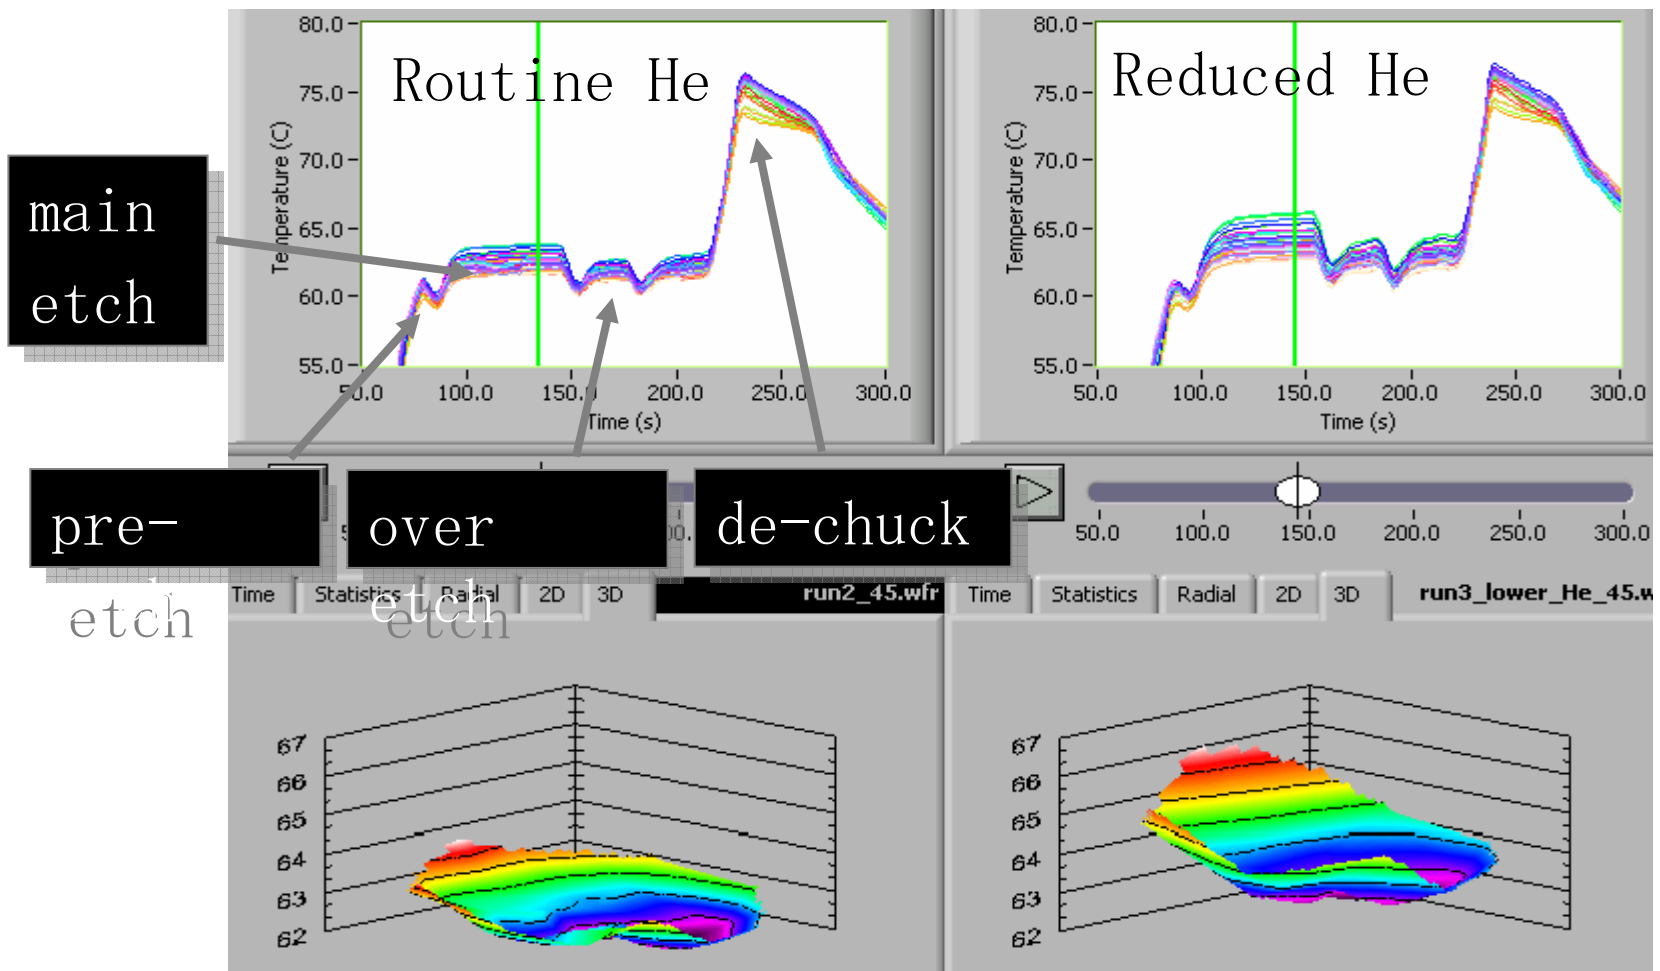 80.0
75.0
70.0
65.0
60.0
55.0
Temperature (C)
50.0 100.0 150.0 200.0 250.0 300.0
Time (s)
Routine He
80.0
75.0
70.0
65.0
60.0
55.0
Temperature (C)
50.0 100.0 150.0 200.0 250.0 300.0
Time (s)
Reduced He
main
etch
pre-
etch
over
etch
de-chuck
50.0 100.0 150.0 200.0 250.0 300.0
Time Statistics Radial 2D 3D run2_45.wfr
Time Statistics Radial 2D 3D run3_lower_He_45.w
67
66
65
64
63
62
67
66
65
64
63
62